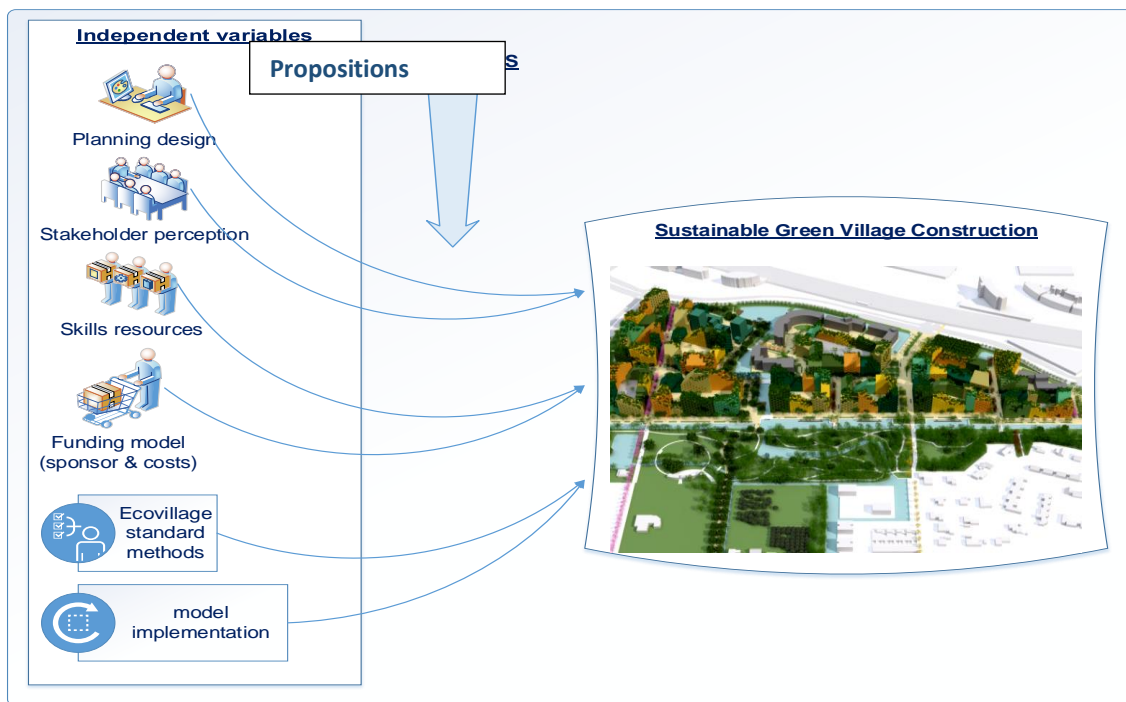 Independent variables
Propositions
s
Planning design
Stakeholder perception
Skills resources
Funding model
(sponsor & costs)
Ecovillage
standard
methods
model
implementation
Sustainable Green Village Construction